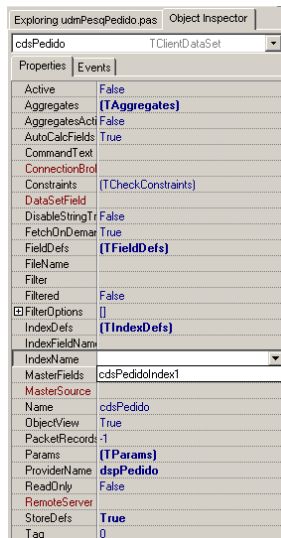 Exploring udmPesqPedido.pas Object Inspector
cdsPedido TClientDataSet
Properties Events
Active False
Aggregates (TAggregates)
AggregatesActi False
AutoCalcFields True
CommandText
ConnectionBrol
Constraints (TCheckConstraints)
DataSetField
DisableStringTr False
FetchOnDemar True
FieldDefs (TFieldDefs)
FileName
Filter
Filtered False
FilterOptions []
IndexDefs (TIndexDefs)
IndexFieldName
IndexName
MasterFields cdsPedidoIndex1
MasterSource
Name cdsPedido
ObjectView True
PacketRecords -1
Params (TParams)
ProviderName dspPedido
ReadOnly False
RemoteServer
StoreDefs True
Tag 0